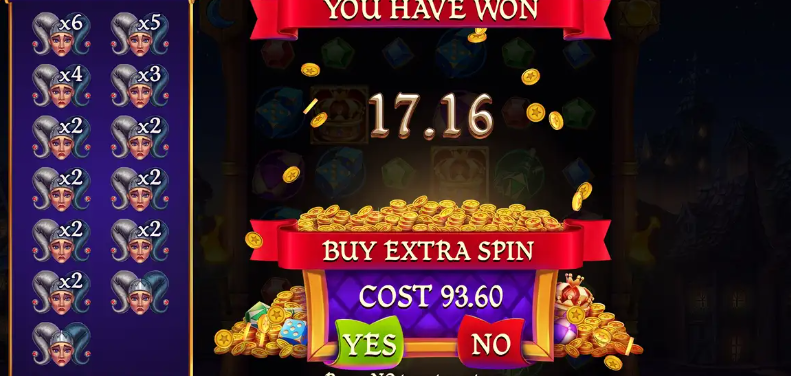 x6 x5
x4 x3
x2 x2
x2 x2
x2 x2
x2
YOU HAVE WON
17.16
BUY EXTRA SPIN
COST 93.60
YES NO